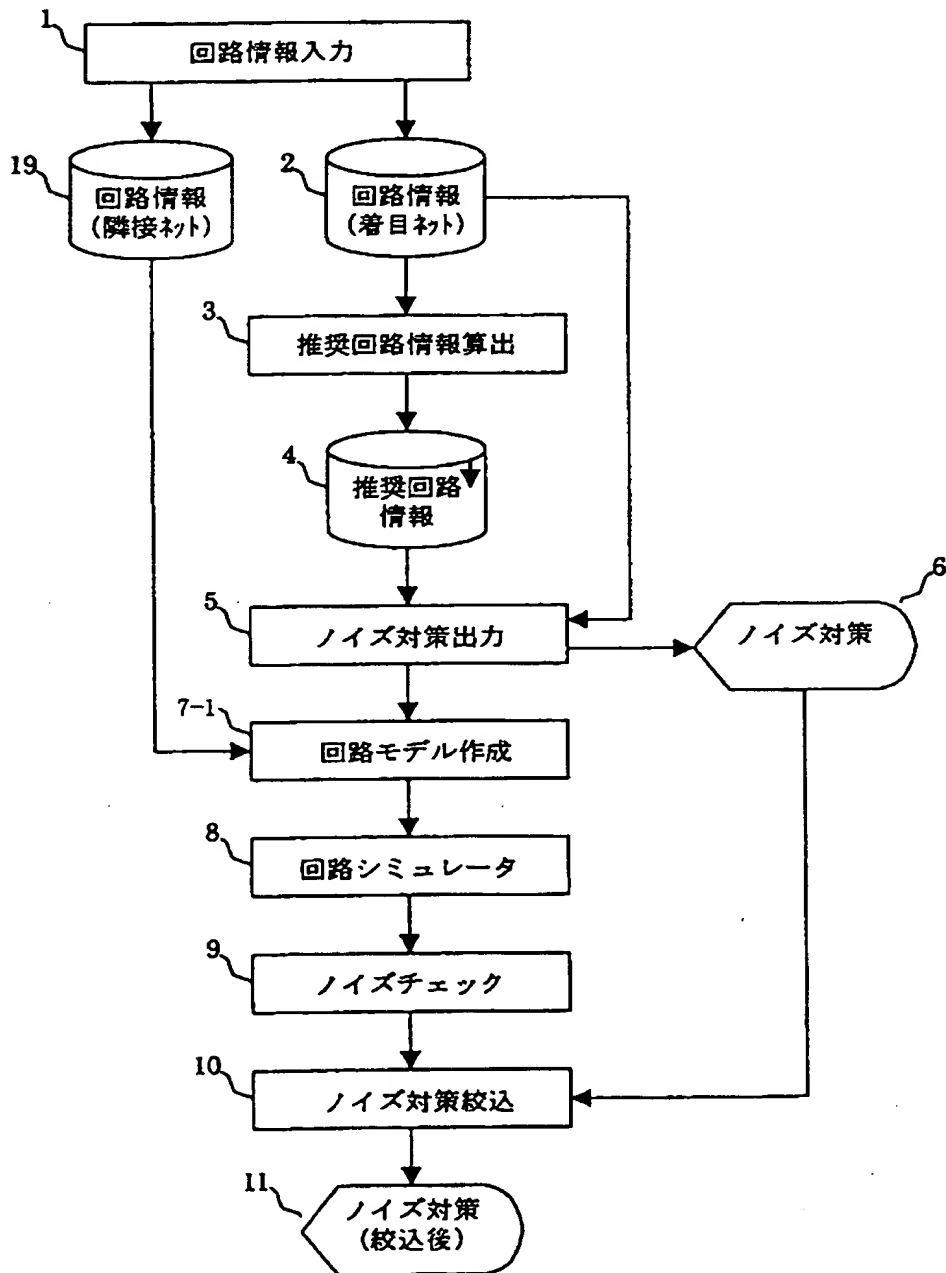 1
回路情報入力
19
回路情報
(隣接ネット)
2
回路情報
(着目ネット)
3
推奨回路情報算出
4
推奨回路
情報
5
ノイズ対策出力
6
ノイズ対策
7-1
回路モデル作成
8
回路シミュレータ
9
ノイズチェック
10
ノイズ対策絞込
11
ノイズ対策
(絞込後)